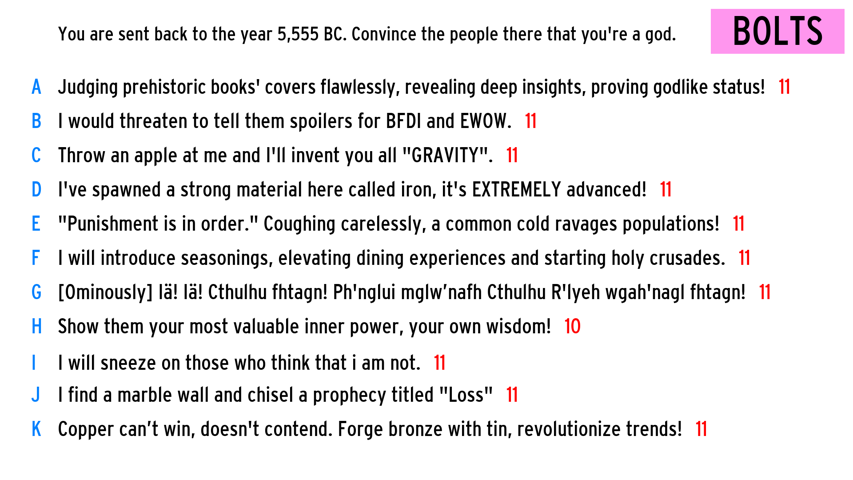 You are sent back to the year 5,555 BC. Convince the people there that you're a god.
BOLTS
A Judging prehistoric books' covers flawlessly, revealing deep insights, proving godlike status! 11
B I would threaten to tell them spoilers for BFDI and EWOW. 11
C Throw an apple at me and I'll invent you all "GRAVITY". 11
D I've spawned a strong material here called iron, it's EXTREMELY advanced! 11
E "Punishment is in order." Coughing carelessly, a common cold ravages populations! 11
F I will introduce seasonings, elevating dining experiences and starting holy crusades. 11
G [Ominously] Iä! Iä! Cthulhu fhtagn! Ph'nglui mglw’nafh Cthulhu R'lyeh wgah'nagl fhtagn! 11
H Show them your most valuable inner power, your own wisdom! 10
I I will sneeze on those who think that i am not. 11
J I find a marble wall and chisel a prophecy titled "Loss" 11
K Copper can’t win, doesn't contend. Forge bronze with tin, revolutionize trends! 11